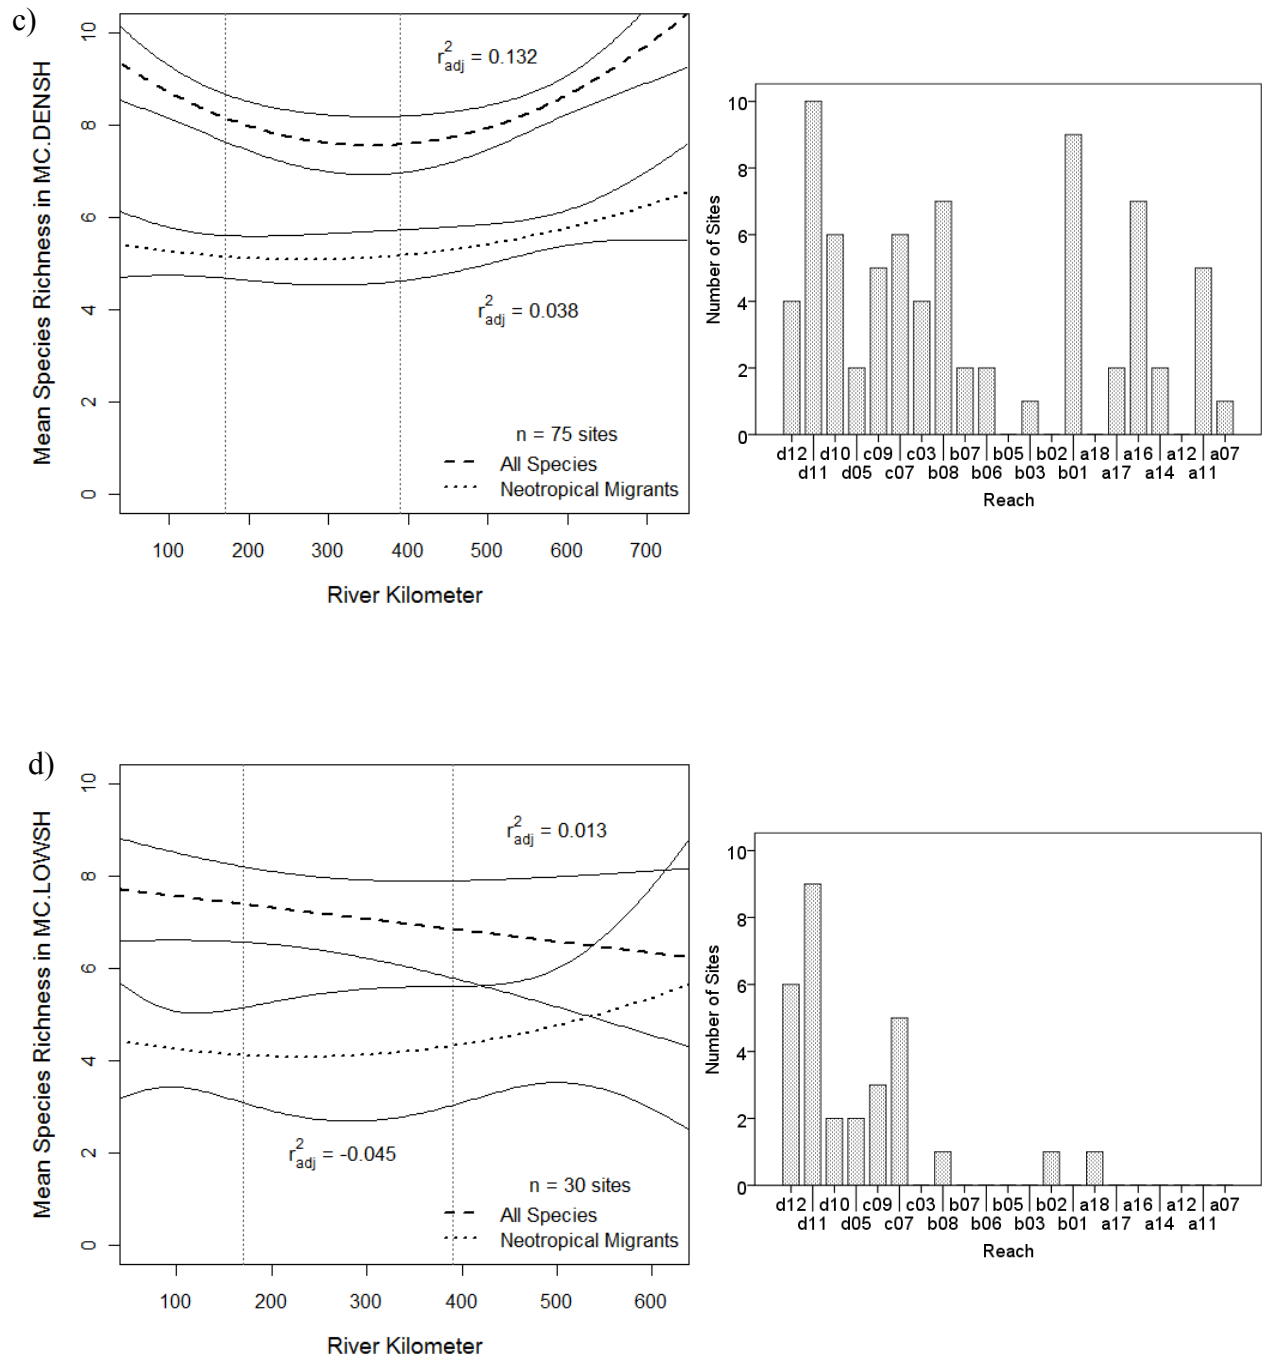 c)
Mean Species Richness in MC.DENSH
0 2 4 6 8 10
r²adj = 0.132
r²adj = 0.038
n = 75 sites
All Species
Neotropical Migrants
100 200 300 400 500 600 700
River Kilometer
Number of Sites
10
8
6
4
2
0
d12 d10 c09 c03 b07 b05 b02 a18 a16 a12 a07
d11 d05 c07 b08 b06 b03 b01 a17 a14 a11
Reach
d)
Mean Species Richness in MC.LOWSH
0 2 4 6 8 10
r²adj = 0.013
r²adj = -0.045
n = 30 sites
All Species
Neotropical Migrants
100 200 300 400 500 600
River Kilometer
Number of Sites
10
8
6
4
2
0
d12 d10 c09 c03 b07 b05 b02 a18 a16 a12 a07
d11 d05 c07 b08 b06 b03 b01 a17 a14 a11
Reach